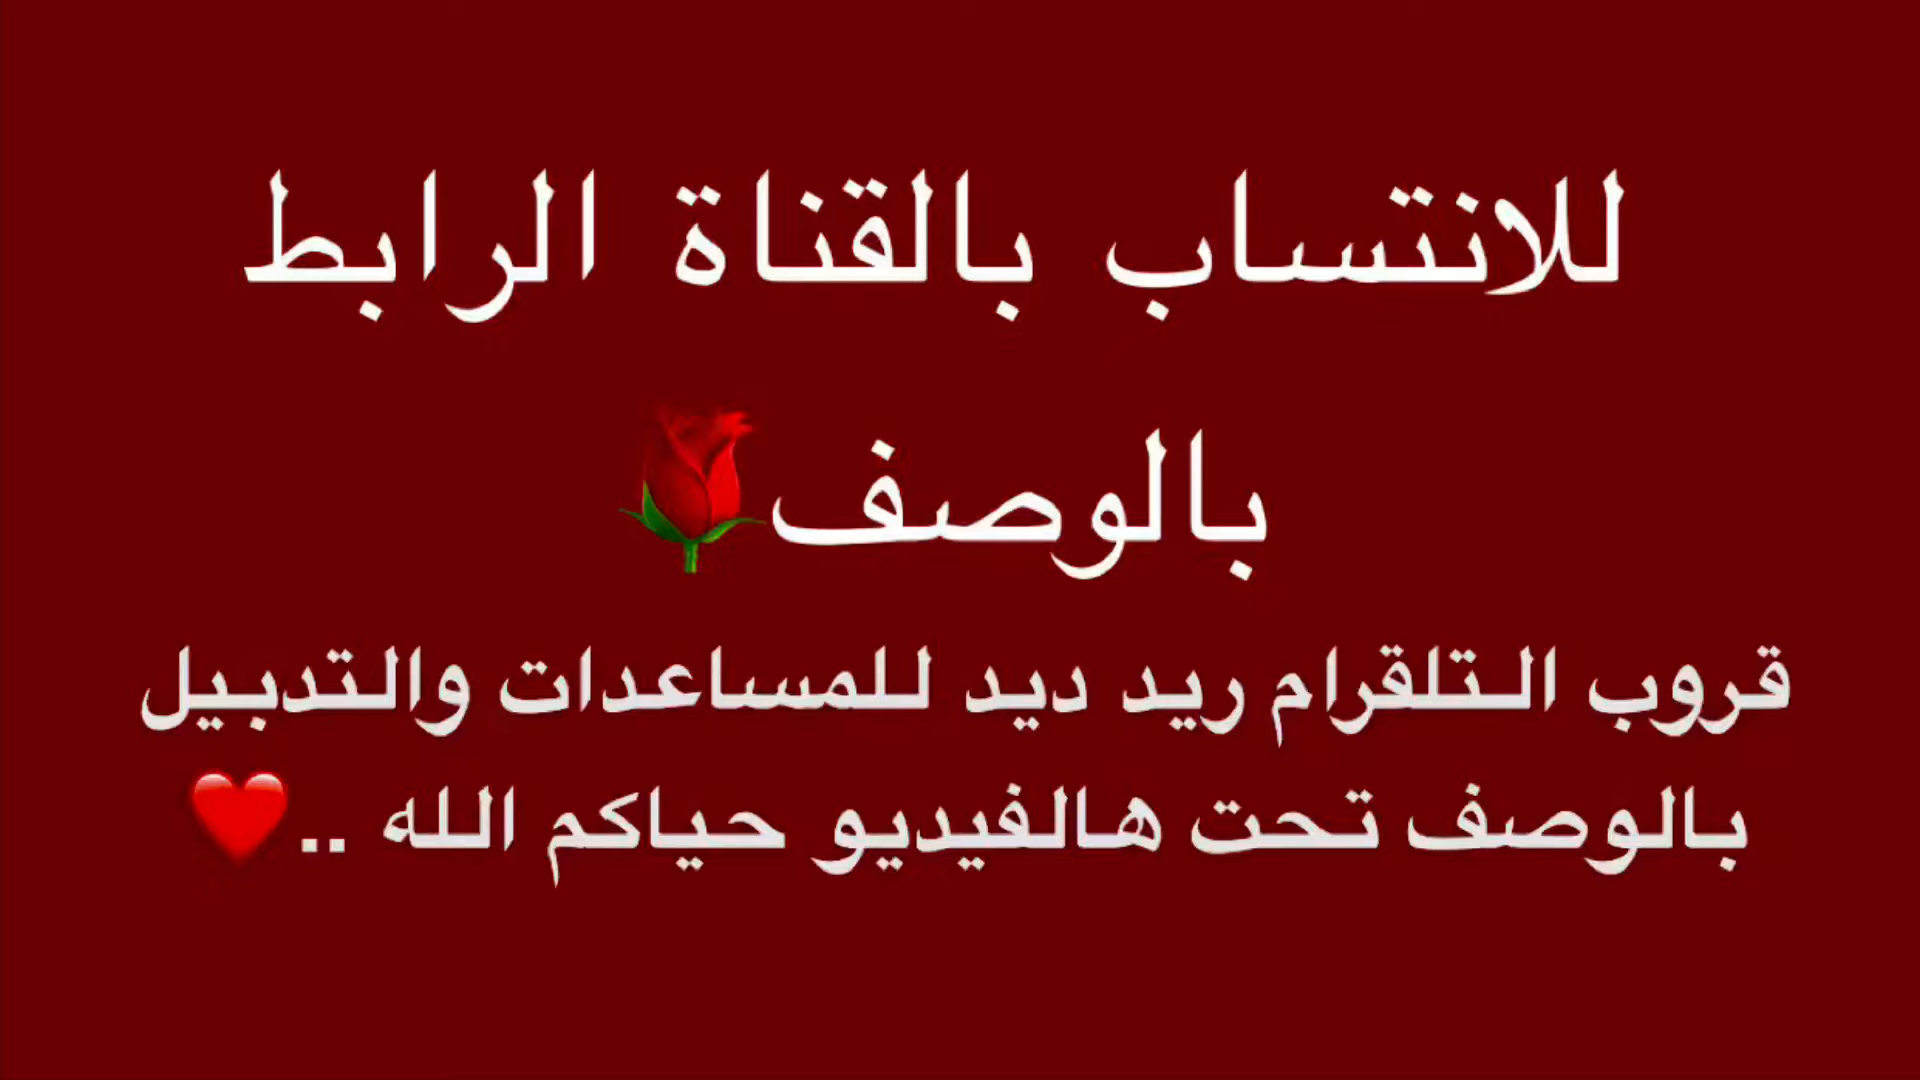 للانتساب بالقناة الرابط
بالوصف🌹
قروب التلقرام ريد ديد للمساعدات والتدبيل
بالوصف تحت هالفيديو حياكم الله ..❤️